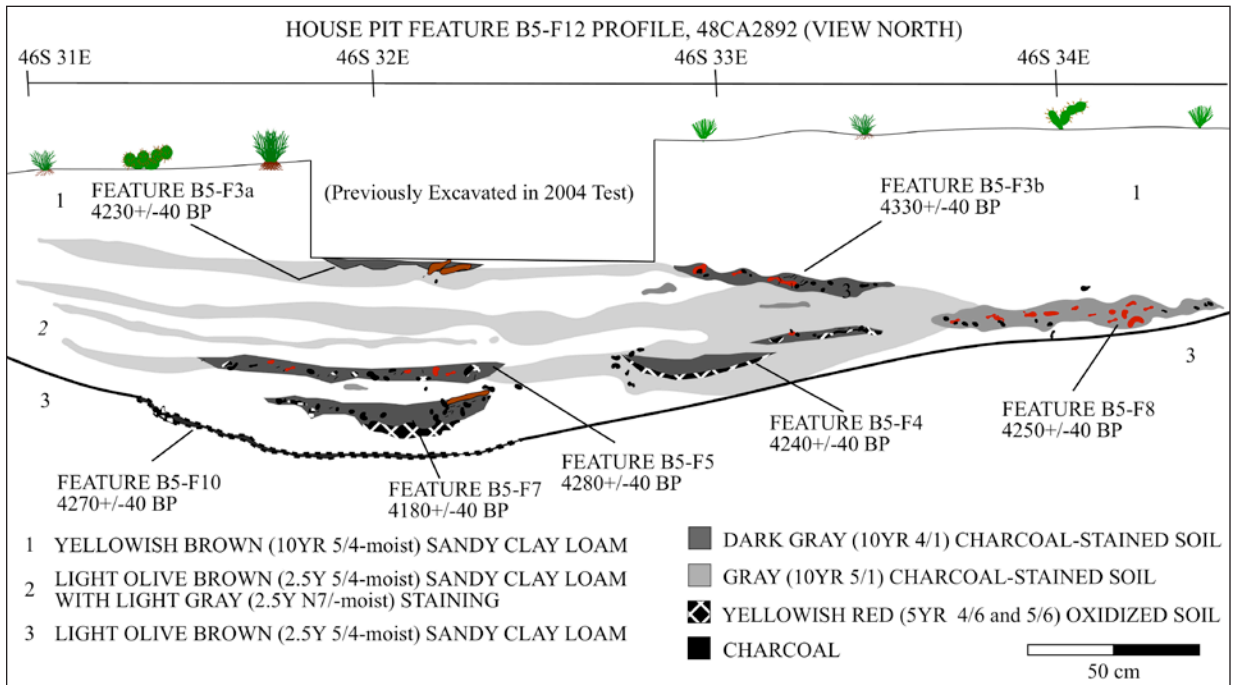 HOUSE PIT FEATURE B5-F12 PROFILE, 48CA2892 (VIEW NORTH)
46S 31E
46S 32E
46S 33E
46S 34E
FEATURE B5-F3a
4230+/-40 BP
(Previously Excavated in 2004 Test)
FEATURE B5-F3b
4330+/-40 BP
1
1
3
2
3
3
FEATURE B5-F10
4270+/-40 BP
FEATURE B5-F7
4180+/-40 BP
FEATURE B5-F5
4280+/-40 BP
FEATURE B5-F4
4240+/-40 BP
FEATURE B5-F8
4250+/-40 BP
1 YELLOWISH BROWN (10YR 5/4-moist) SANDY CLAY LOAM
2 LIGHT OLIVE BROWN (2.5Y 5/4-moist) SANDY CLAY LOAM
WITH LIGHT GRAY (2.5Y N7/-moist) STAINING
3 LIGHT OLIVE BROWN (2.5Y 5/4-moist) SANDY CLAY LOAM
DARK GRAY (10YR 4/1) CHARCOAL-STAINED SOIL
GRAY (10YR 5/1) CHARCOAL-STAINED SOIL
YELLOWISH RED (5YR 4/6 and 5/6) OXIDIZED SOIL
CHARCOAL
50 cm